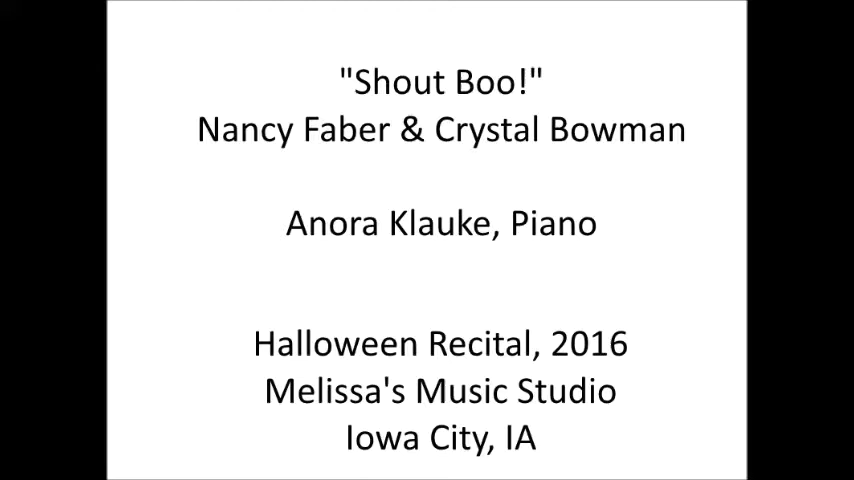 "Shout Boo!"
Nancy Faber & Crystal Bowman
Anora Klauke, Piano
Halloween Recital, 2016
Melissa's Music Studio
Iowa City, IA